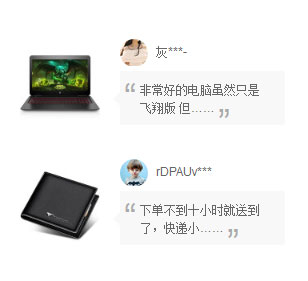 灰***-
非常好的电脑虽然只是
飞翔版 但……
rDPAUv***
下单不到十小时就送到
了，快递小……